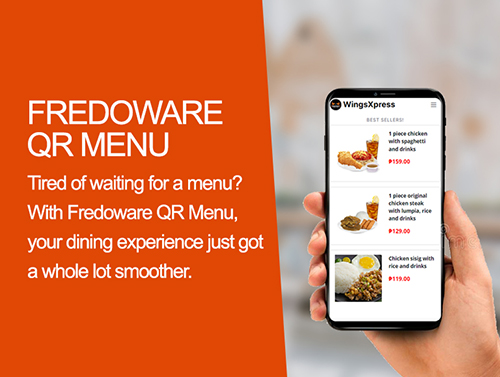 FREDOWARE
QR MENU
Tired of waiting for a menu?
With Fredoware QR Menu,
your dining experience just got
a whole lot smoother.
WingsXpress
BEST SELLERS!
1 piece chicken
with spaghetti
and drinks
₱159.00
1 piece original
chicken steak
with lumpia, rice
and drinks
₱129.00
Chicken sisig with
rice and drinks
₱119.00